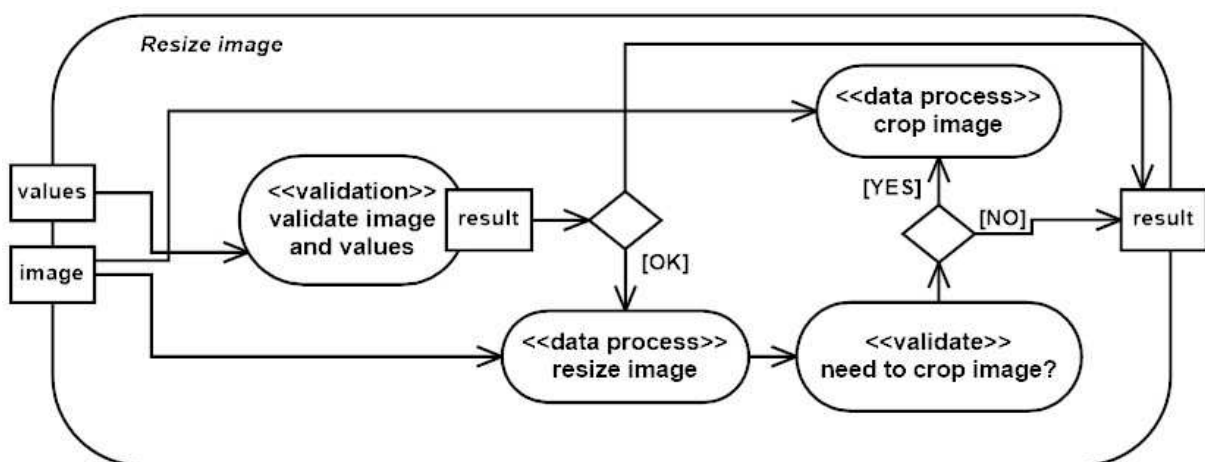 Resize image
<<data process>>
crop image
values
<<validation>>
validate image
and values
result
[YES]
[NO]
result
image
[OK]
<<data process>>
resize image
<<validate>>
need to crop image?